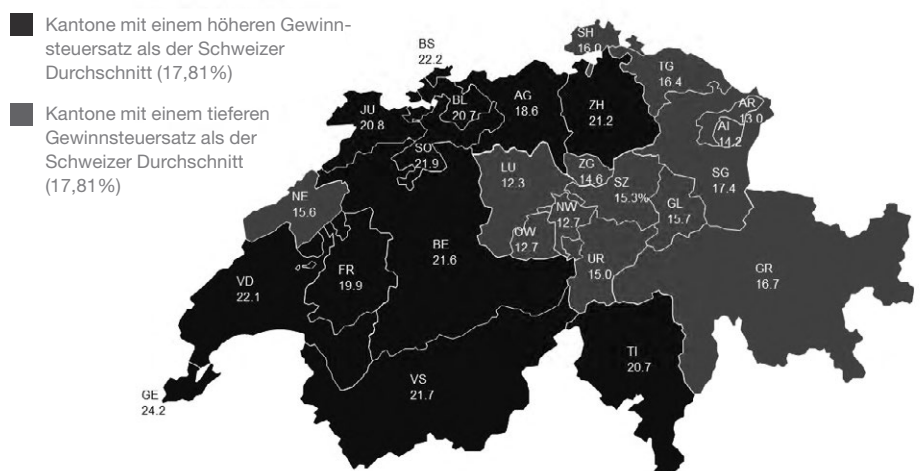 Kantone mit einem höheren Gewinn-
steuersatz als der Schweizer
Durchschnitt (17,81%)
Kantone mit einem tieferen
Gewinnsteuersatz als der
Schweizer Durchschnitt
(17,81%)
SH
16.0
BS
22.2
TG
16.4
JU
20.8
BL
20.7
AG
18.6
ZH
21.2
AR
13.0
AI
14.2
SO
21.9
LU
12.3
ZG
14.6
SZ
15.3%
SG
17.4
NE
15.6
NW
12.7
GL
15.7
OW
12.7
BE
21.6
UR
15.0
GR
16.7
VD
22.1
FR
19.9
TI
20.7
VS
21.7
GE
24.2